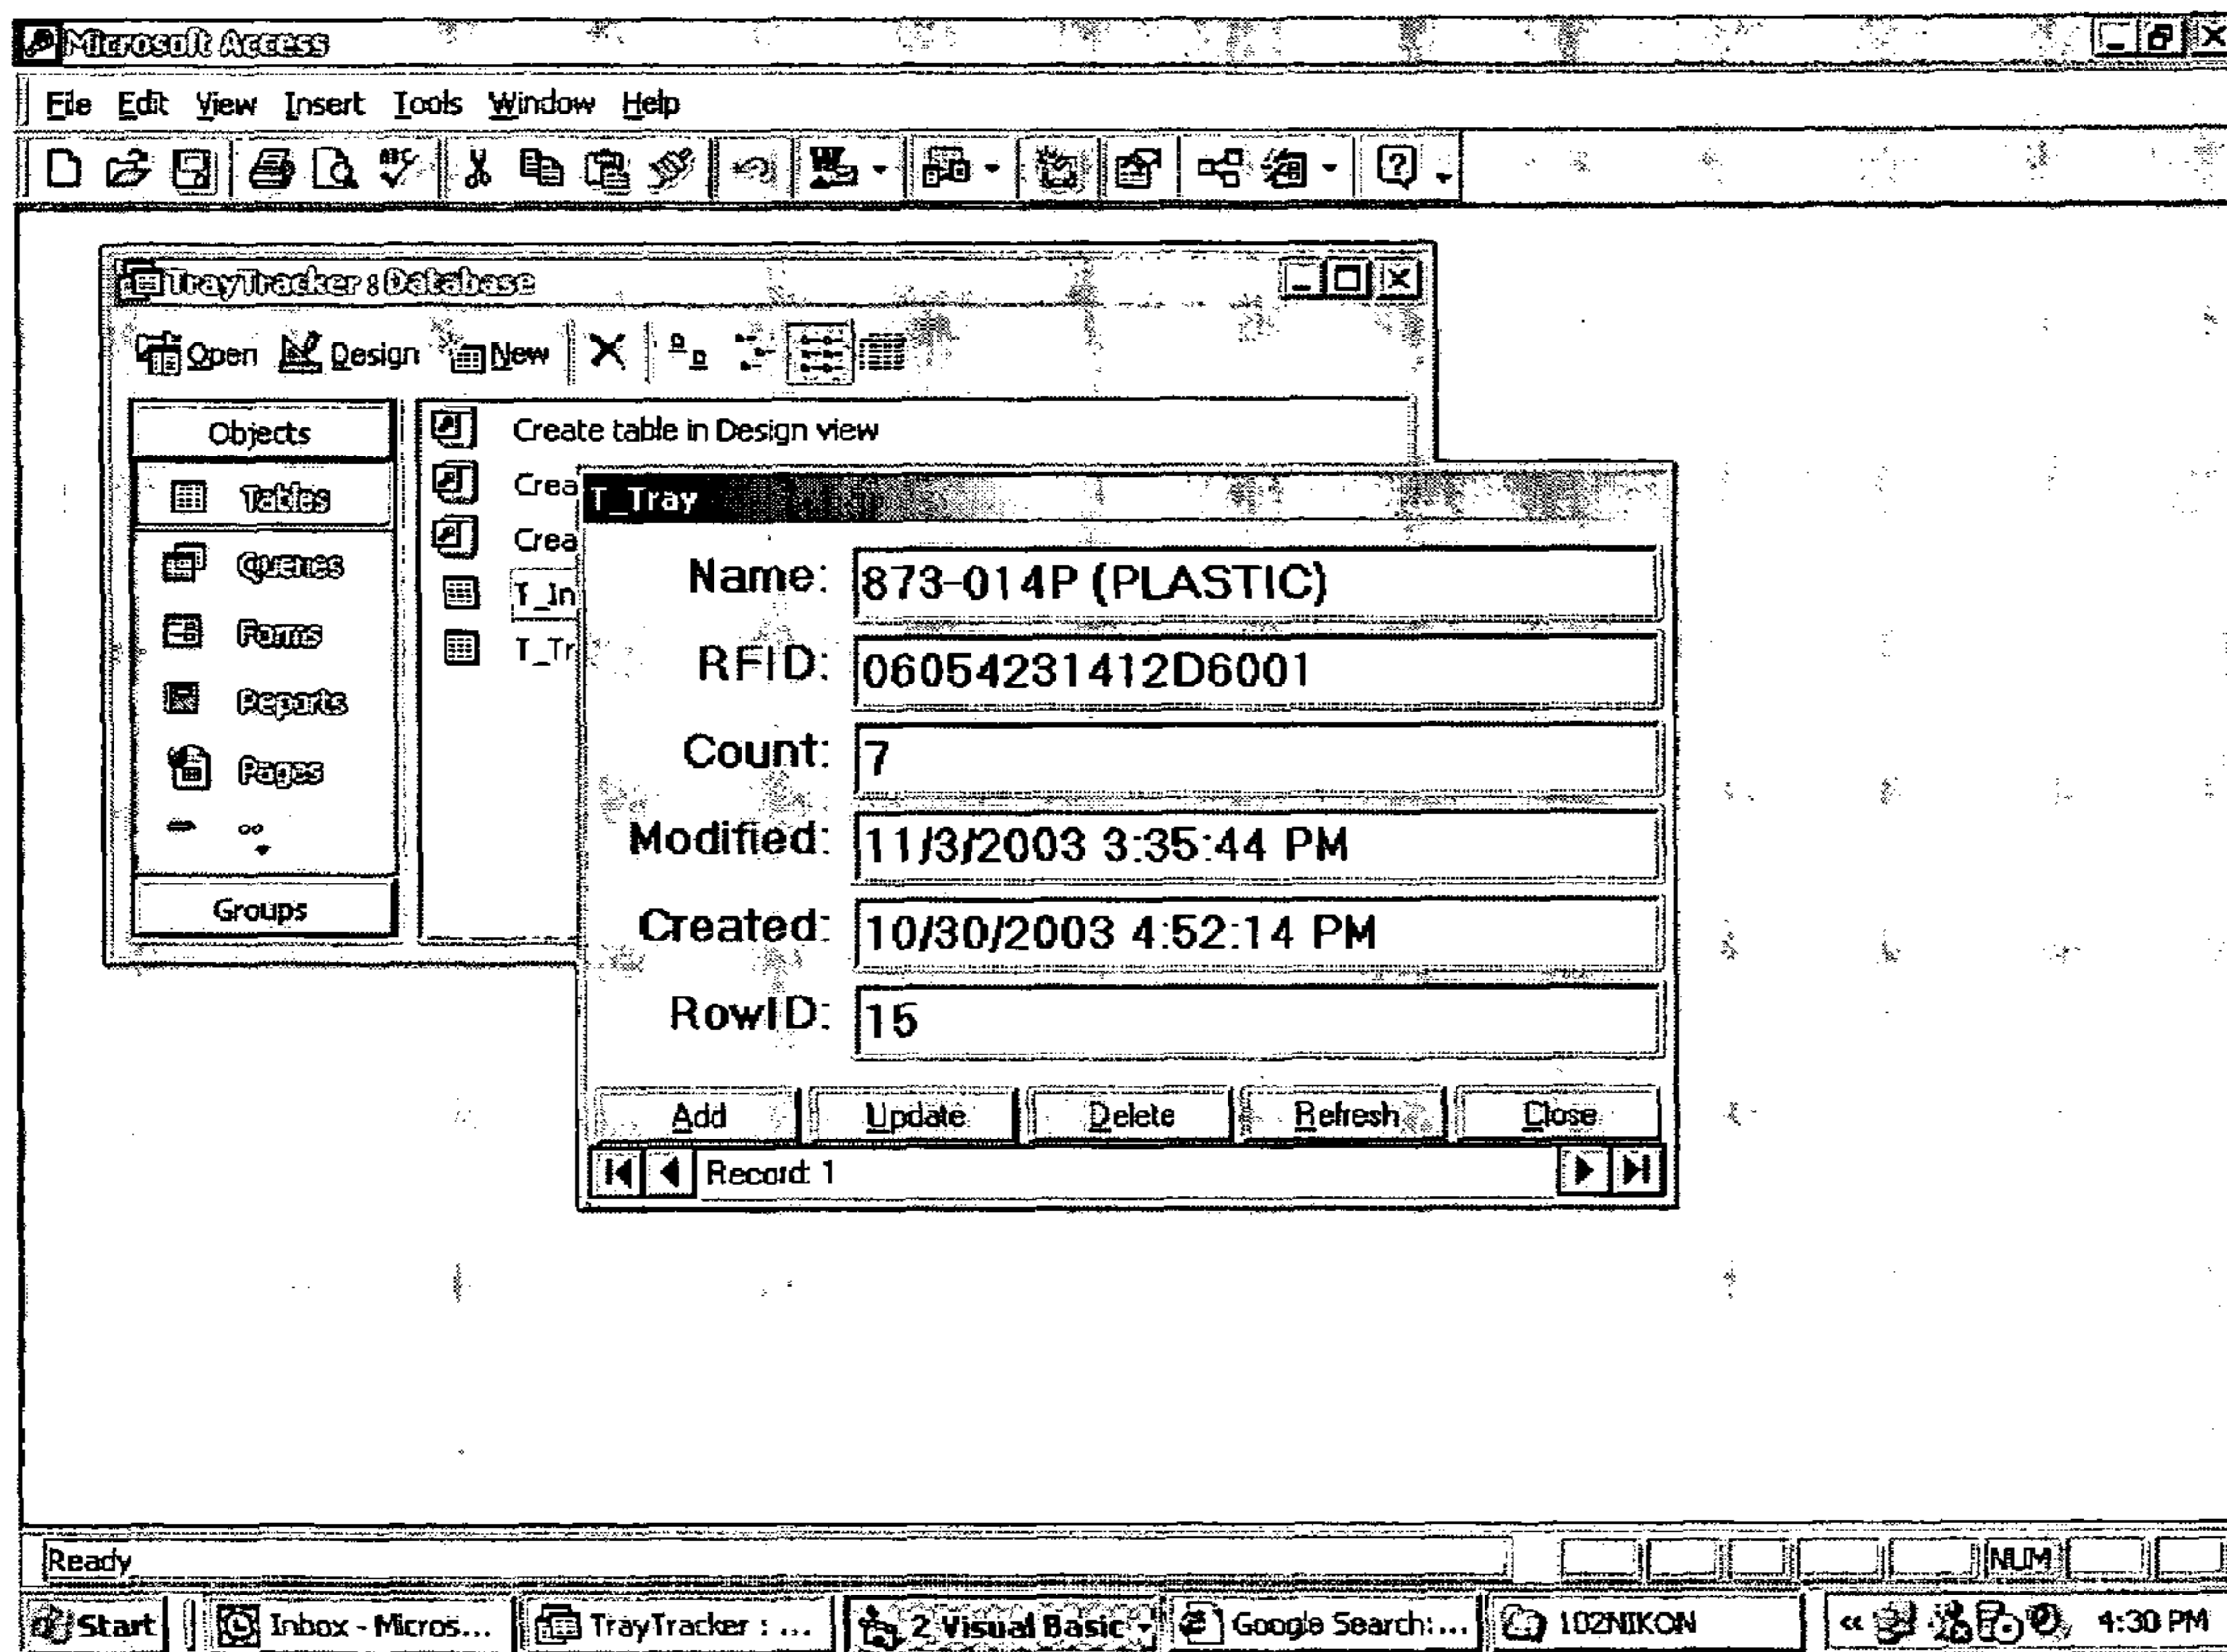 Microsoft Access
File Edit View Insert Tools Window Help
TrayTracker : Database
Open Design New
Objects
Tables
Queries
Forms
Reports
Pages
Groups
Create table in Design view
Crea
Crea
T_In
T_Tr
T_Tray
Name: 873-014P (PLASTIC)
RFID: 06054231412D6001
Count: 7
Modified: 11/3/2003 3:35:44 PM
Created: 10/30/2003 4:52:14 PM
RowID: 15
Add Update Delete Refresh Close
Record: 1
Ready NUM
Start Inbox - Micros... TrayTracker : ... 2 Visual Basic Google Search:... 102NIKON « 4:30 PM